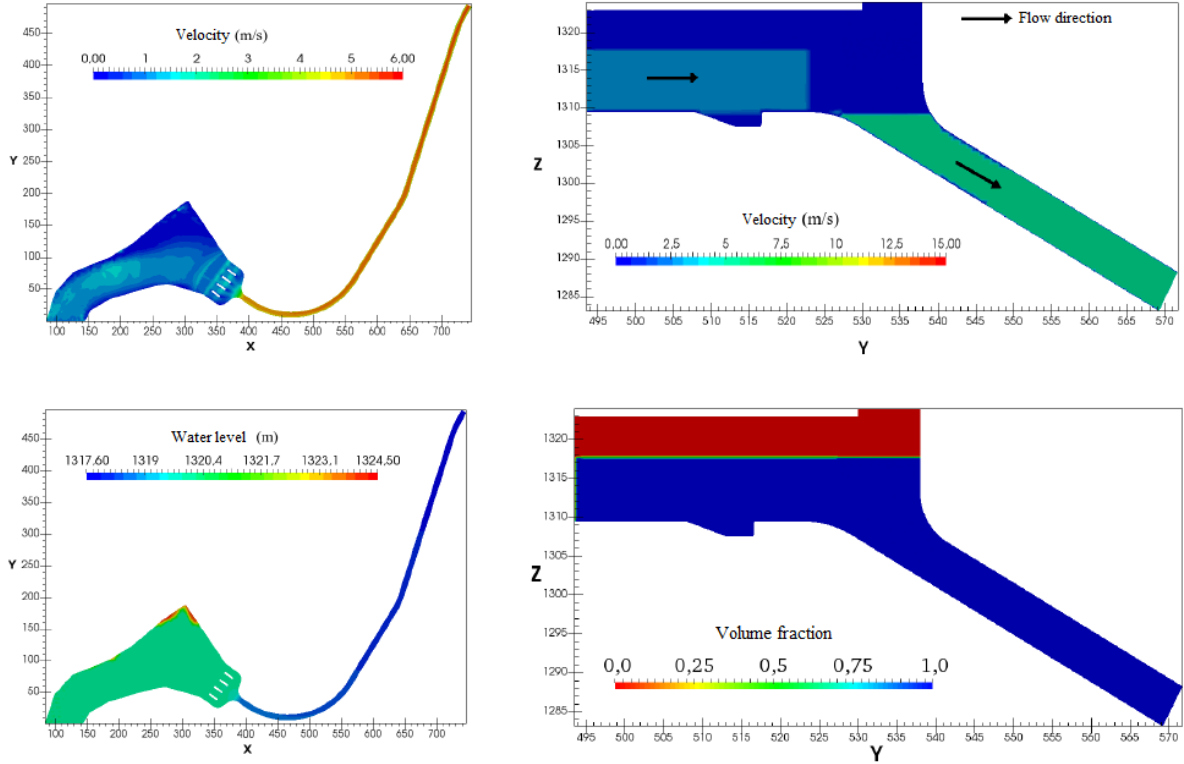 Velocity (m/s)
0,00 1 2 3 4 5 6,00
450
400
350
300
250
200
150
100
50
Y
100 150 200 250 300 350 400 450 500 550 600 650 700
X
Flow direction
1320
1315
1310
1305
1300
1295
1290
1285
Z
Velocity (m/s)
0.00 2.5 5 7.5 10 12.5 15.00
495 500 505 510 515 520 525 530 535 540 545 550 555 560 565 570
Y
Water level (m)
1317.60 1319 1320,4 1321,7 1323,1 1324,50
450
400
350
300
250
200
150
100
50
Y
100 150 200 250 300 350 400 450 500 550 600 650 700
X
1320
1315
1310
1305
1300
1295
1290
1285
Z
Volume fraction
0,0 0,25 0,5 0,75 1,0
495 500 505 510 515 520 525 530 535 540 545 550 555 560 565 570
Y